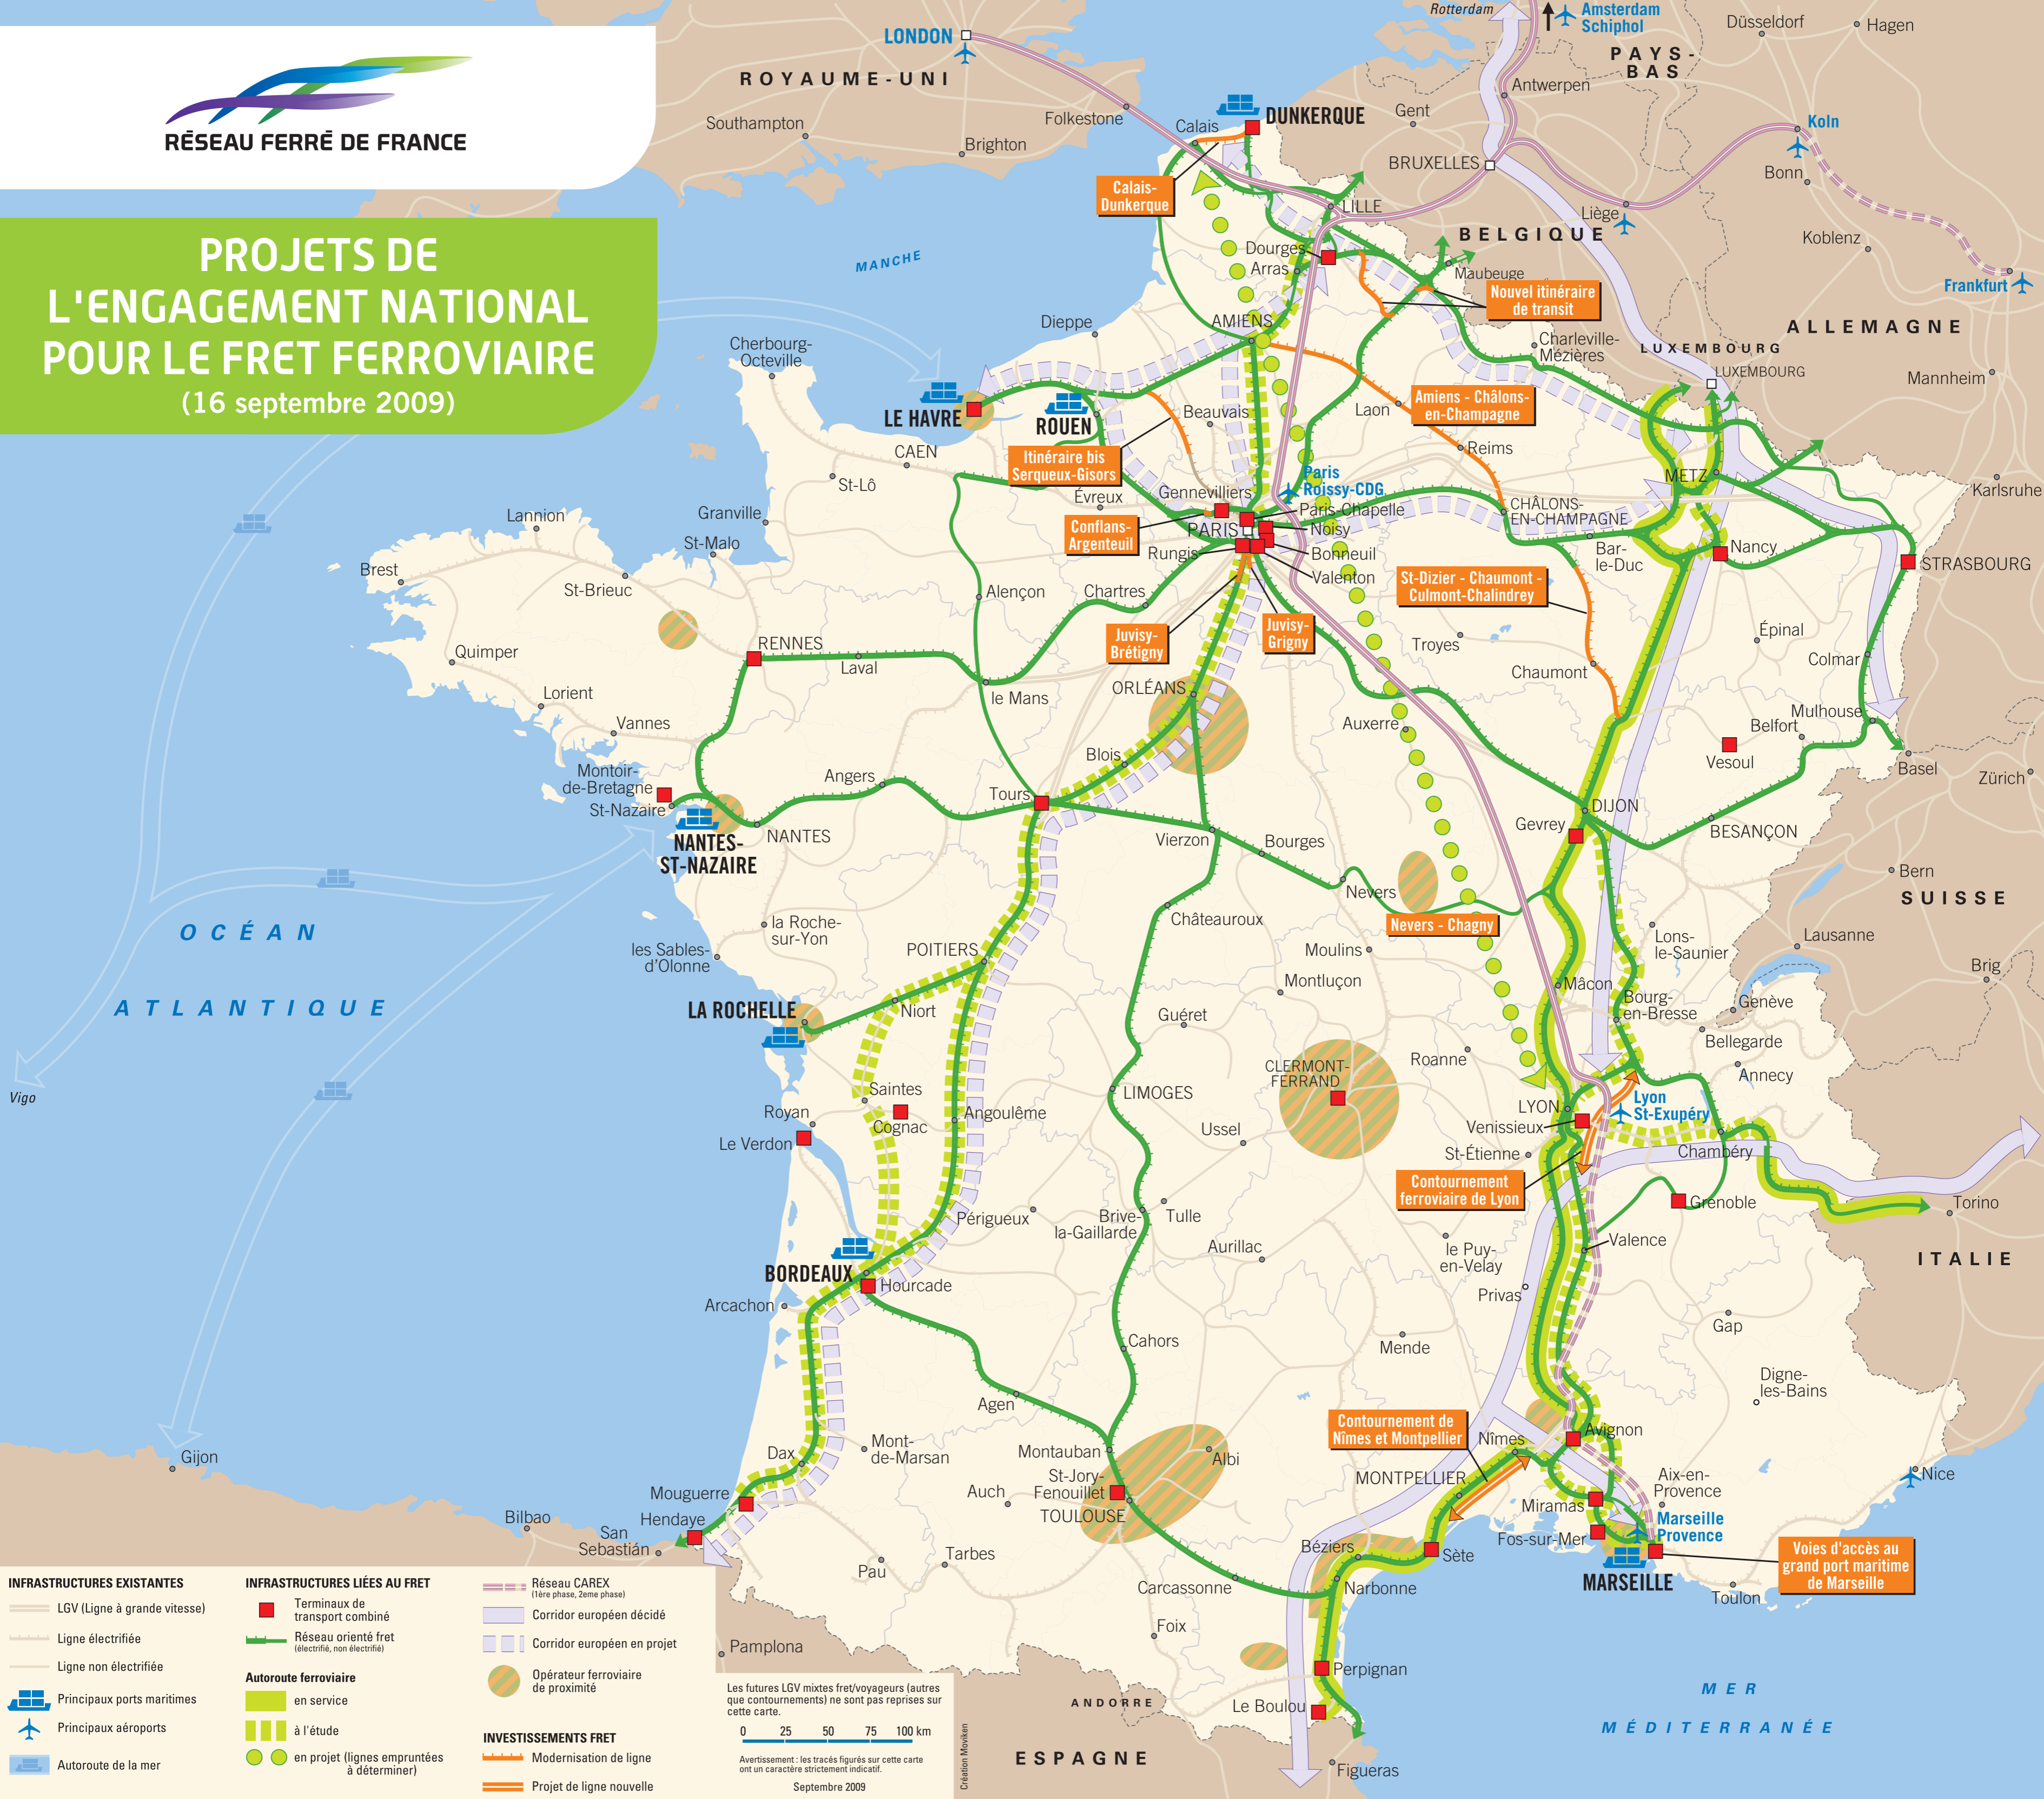 RÉSEAU FERRÉ DE FRANCE
PROJETS DE
L'ENGAGEMENT NATIONAL
POUR LE FRET FERROVIAIRE
(16 septembre 2009)
LONDON
ROYAUME-UNI
Southampton
Brighton
Folkestone
Calais
DUNKERQUE
Calais-
Dunkerque
Rotterdam
Amsterdam
Schiphol
PAYS-
BAS
Düsseldorf
Hagen
Antwerpen
Gent
BRUXELLES
Koln
Bonn
Liège
BELGIQUE
Koblenz
Frankfurt
ALLEMAGNE
LILLE
Dourges
Arras
Maubeuge
Nouvel itinéraire
de transit
MANCHE
Dieppe
AMIENS
Charleville-
Mézières
LUXEMBOURG
LUXEMBOURG
Mannheim
Cherbourg-
Octeville
LE HAVRE
ROUEN
Beauvais
Laon
Amiens - Châlons-
en-Champagne
Reims
CAEN
Itinéraire bis
Serqueux-Gisors
St-Lô
Évreux
Gennevilliers
Paris
Roissy-CDG
METZ
Karlsruhe
Lannion
Granville
St-Malo
Conflans-
Argenteuil
PARIS
Paris-Chapelle
Noisy
Bonneuil
Valenton
Rungis
CHÂLONS-
EN-CHAMPAGNE
Bar-
le-Duc
Nancy
STRASBOURG
Brest
St-Brieuc
Alençon
Chartres
St-Dizier - Chaumont -
Culmont-Chalindrey
Juvisy-
Brétigny
Juvisy-
Grigny
Troyes
Épinal
Quimper
RENNES
Laval
le Mans
ORLÉANS
Chaumont
Colmar
Lorient
Vannes
Auxerre
Mulhouse
Belfort
Vesoul
Basel
Zürich
Montoir-
de-Bretagne
St-Nazaire
Angers
Blois
Tours
NANTES
NANTES-
ST-NAZAIRE
Vierzon
Bourges
DIJON
Gevrey
BESANÇON
Bern
SUISSE
Nevers
Nevers - Chagny
OCÉAN
ATLANTIQUE
la Roche-
sur-Yon
les Sables-
d'Olonne
POITIERS
Châteauroux
Moulins
Montluçon
Lons-
le-Saunier
Lausanne
Brig
Mâcon
Bourg-
en-Bresse
Genève
LA ROCHELLE
Niort
Guéret
Roanne
Bellegarde
Annecy
Vigo
Saintes
Royan
Cognac
Le Verdon
Angoulême
LIMOGES
CLERMONT-
FERRAND
Ussel
LYON
Lyon
St-Exupéry
Venissieux
St-Étienne
Chambéry
Contournement
ferroviaire de Lyon
Grenoble
Torino
ITALIE
Périgueux
Brive-
la-Gaillarde
Tulle
Aurillac
le Puy-
en-Velay
Valence
Privas
BORDEAUX
Hourcade
Arcachon
Cahors
Mende
Gap
Agen
Digne-
les-Bains
Gijon
Dax
Mont-
de-Marsan
Montauban
St-Jory-
Fenouillet
TOULOUSE
Albi
Contournement de
Nîmes et Montpellier
Nîmes
Avignon
MONTPELLIER
Aix-en-
Provence
Nice
Mouguerre
Hendaye
Bilbao
San
Sebastián
Auch
Miramas
Fos-sur-Mer
Marseille
Provence
MARSEILLE
Voies d'accès au
grand port maritime
de Marseille
Toulon
Tarbes
Pau
Béziers
Sète
Carcassonne
Narbonne
Foix
Pamplona
Perpignan
Le Boulou
ANDORRE
ESPAGNE
Figueras
MER
MÉDITERRANÉE
INFRASTRUCTURES EXISTANTES
LGV (Ligne à grande vitesse)
Ligne électrifiée
Ligne non électrifiée
Principaux ports maritimes
Principaux aéroports
Autoroute de la mer
INFRASTRUCTURES LIÉES AU FRET
Terminaux de
transport combiné
Réseau orienté fret
(électrifié, non électrifié)
Autoroute ferroviaire
en service
à l'étude
en projet (lignes empruntées
à déterminer)
Réseau CAREX
(1ère phase, 2eme phase)
Corridor européen décidé
Corridor européen en projet
Opérateur ferroviaire
de proximité
INVESTISSEMENTS FRET
Modernisation de ligne
Projet de ligne nouvelle
Les futures LGV mixtes fret/voyageurs (autres
que contournements) ne sont pas reprises sur
cette carte.
0 25 50 75 100 km
Avertissement : les tracés figurés sur cette carte
ont un caractère strictement indicatif.
Septembre 2009
Création Moviken